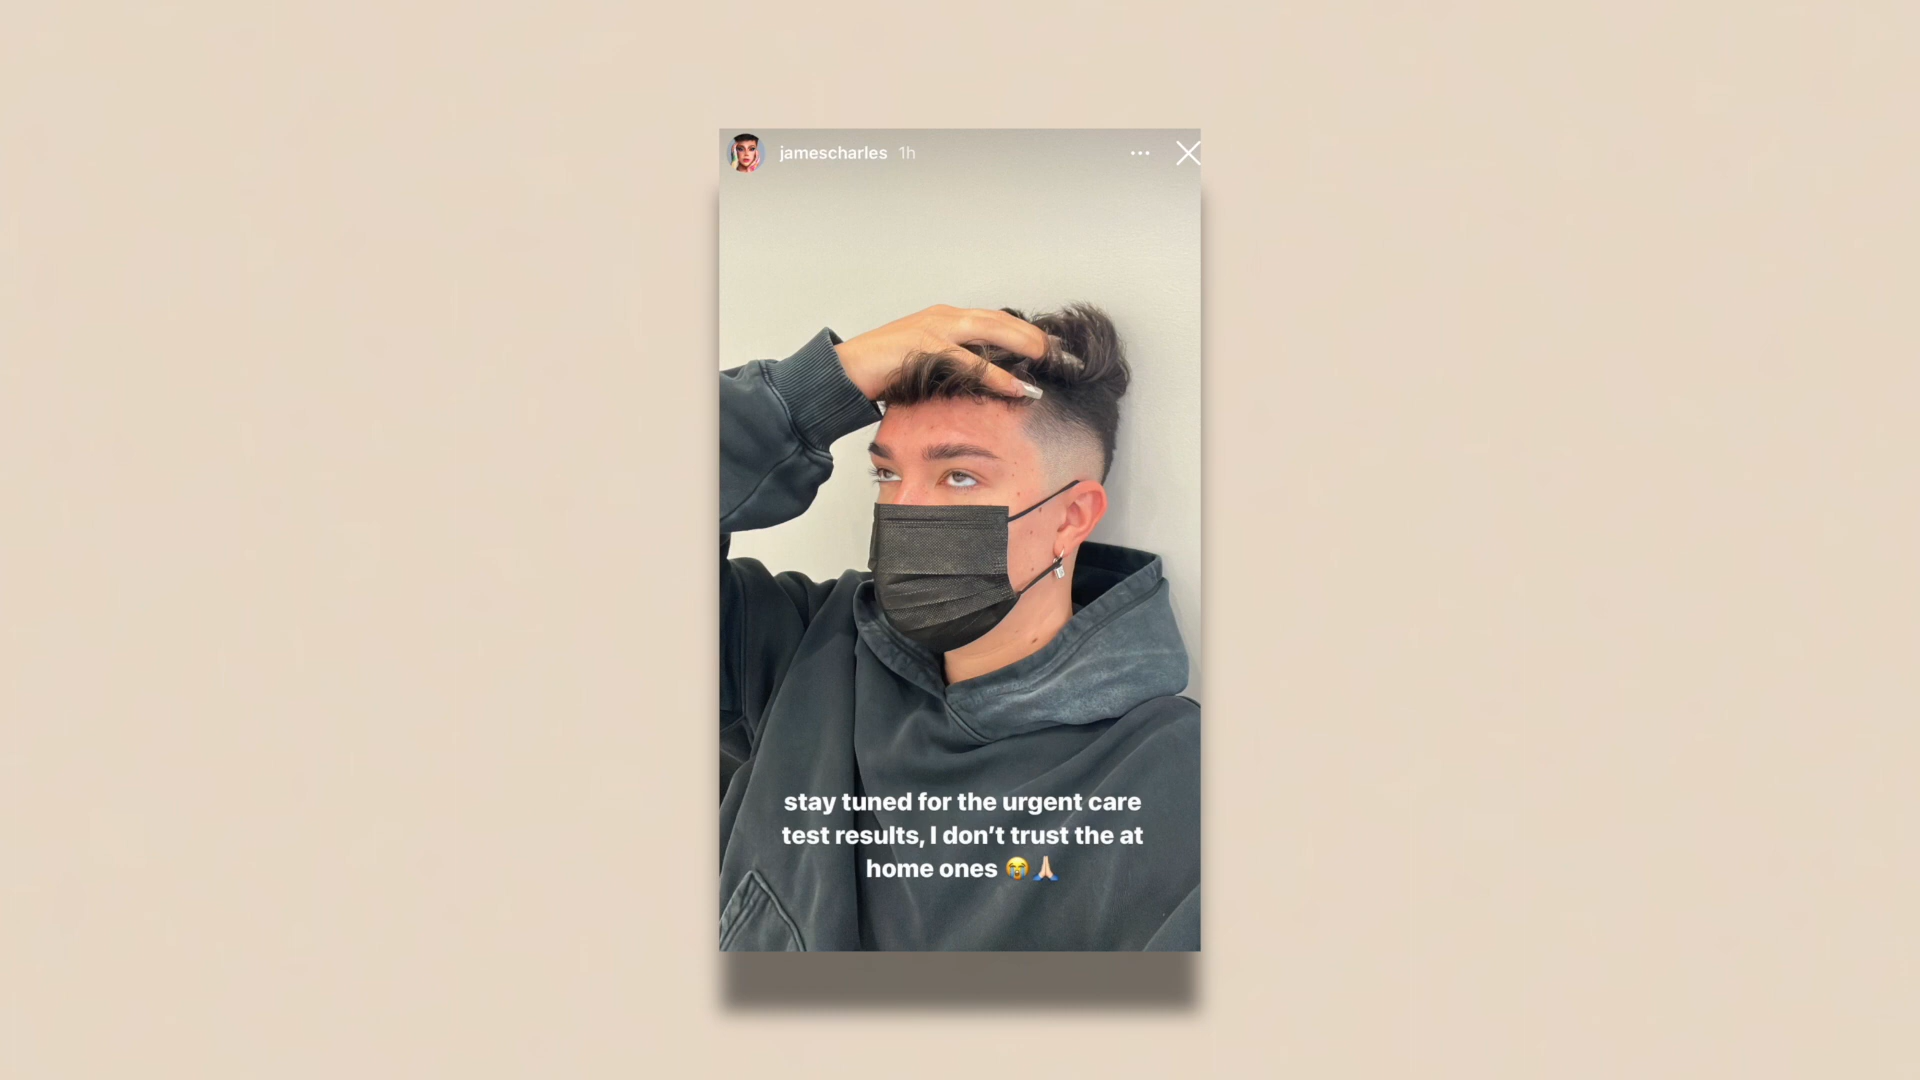 jamescharles 1h
stay tuned for the urgent care
test results, I don’t trust the at
home ones 😭🙏🏻